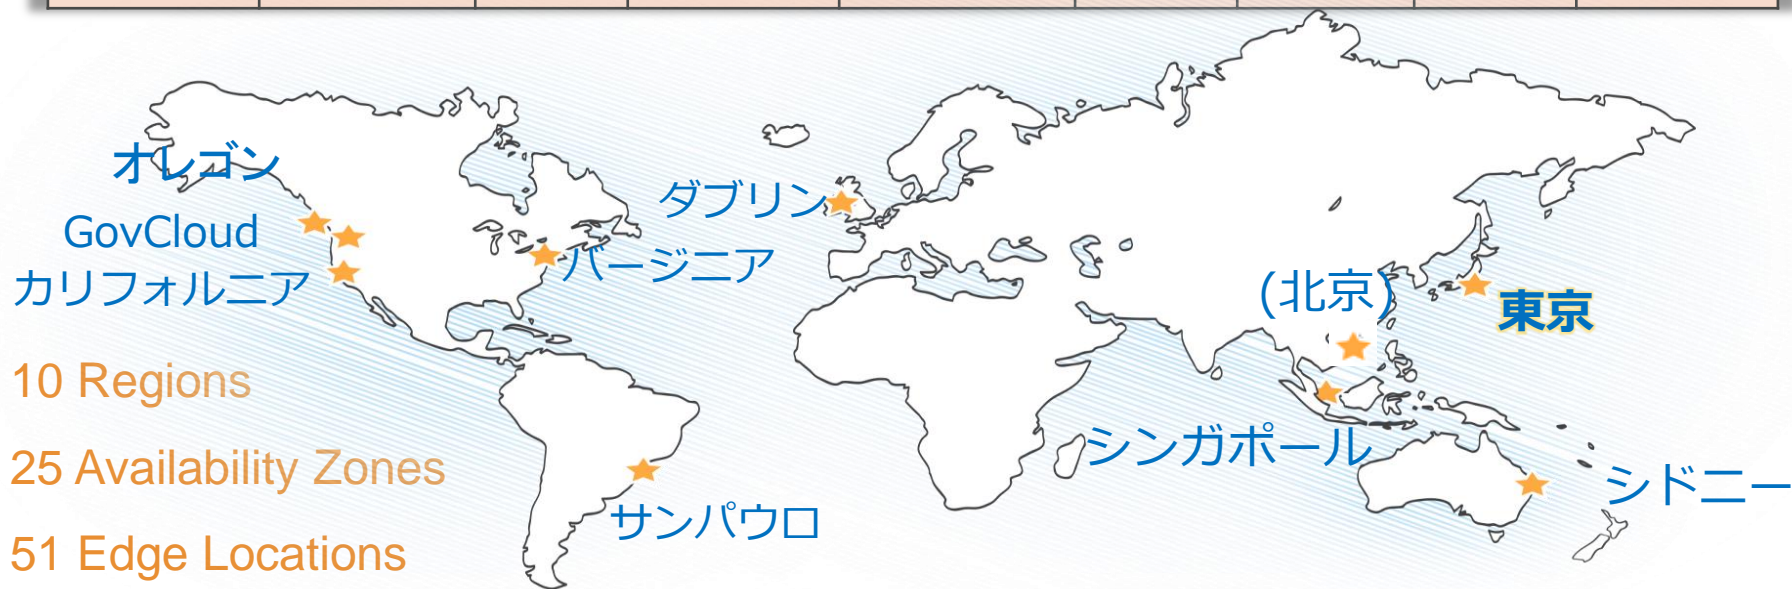 オレゴン
GovCloud
カリフォルニア
ダブリン
バージニア
(北京)
東京
10 Regions
25 Availability Zones
51 Edge Locations
サンパウロ
シンガポール
シドニー